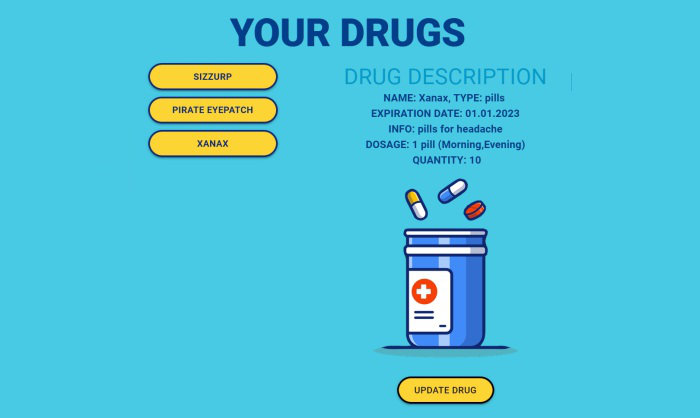 YOUR DRUGS
SIZZURP
PIRATE EYEPATCH
XANAX
DRUG DESCRIPTION
NAME: Xanax, TYPE: pills
EXPIRATION DATE: 01.01.2023
INFO: pills for headache
DOSAGE: 1 pill (Morning,Evening)
QUANTITY: 10
UPDATE DRUG